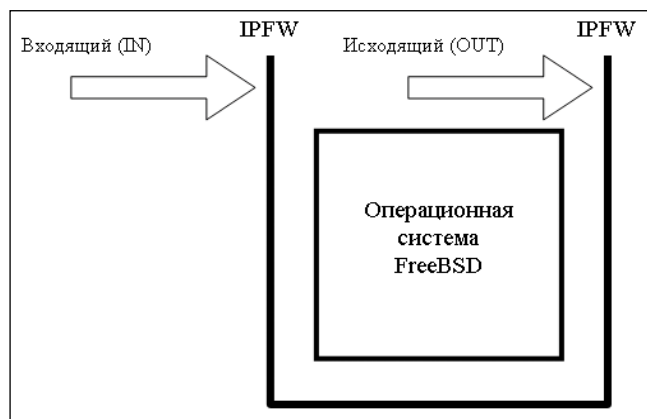 IPFW
IPFW
Входящий (IN)
Исходящий (OUT)
Операционная
система
FreeBSD